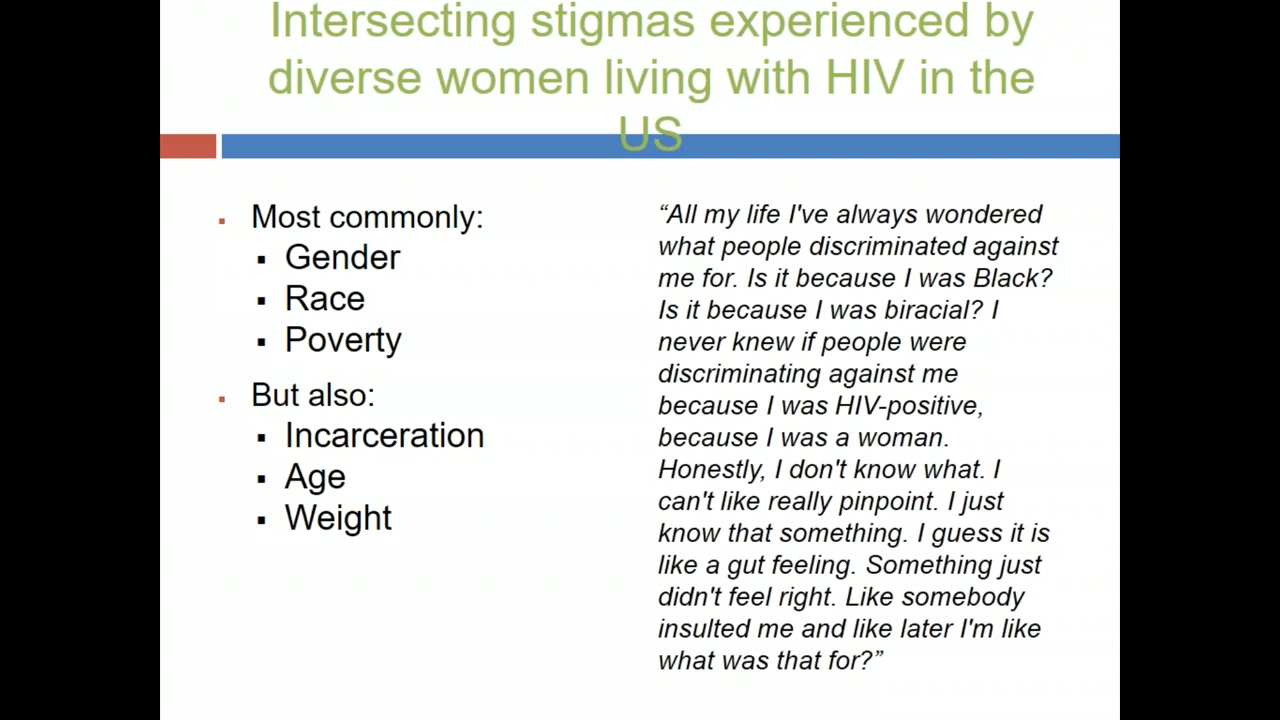 Intersecting stigmas experienced by
diverse women living with HIV in the
US
Most commonly:
Gender
Race
Poverty
But also:
Incarceration
Age
Weight
“All my life I've always wondered
what people discriminated against
me for. Is it because I was Black?
Is it because I was biracial? I
never knew if people were
discriminating against me
because I was HIV-positive,
because I was a woman.
Honestly, I don't know what. I
can't like really pinpoint. I just
know that something. I guess it is
like a gut feeling. Something just
didn't feel right. Like somebody
insulted me and like later I'm like
what was that for?”